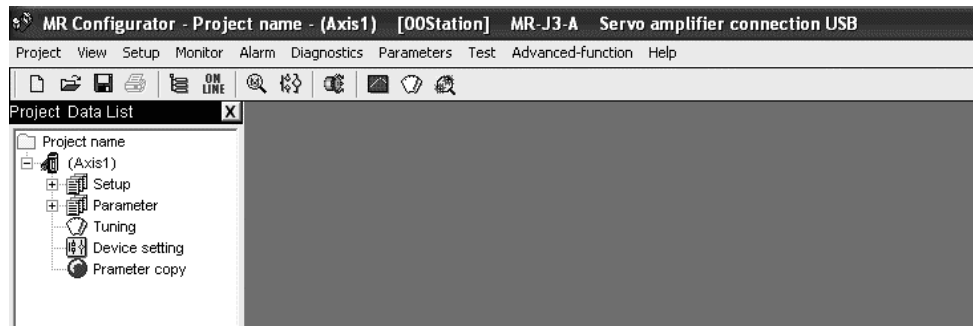 MR Configurator - Project name - (Axis1) [00Station] MR-J3-A Servo amplifier connection USB
Project View Setup Monitor Alarm Diagnostics Parameters Test Advanced-function Help
ON
LINE
Project Data List X
Project name
(Axis1)
Setup
Parameter
Tuning
Device setting
Prameter copy